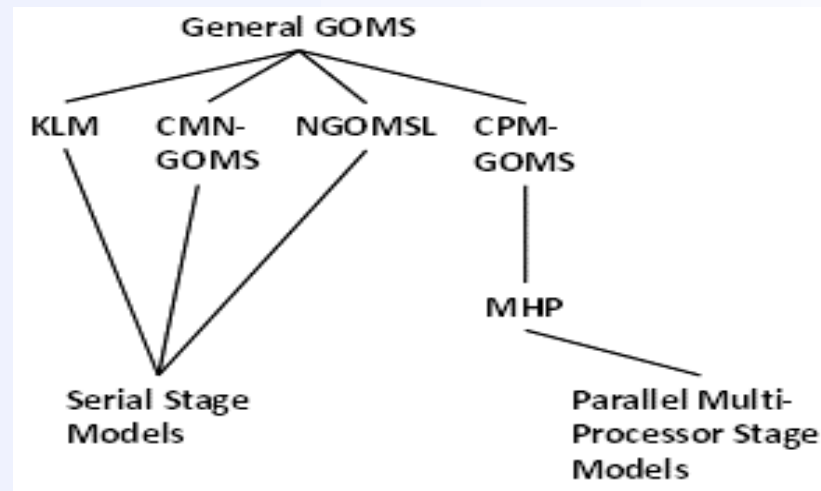 General GOMS
KLM
CMN-
GOMS
NGOMSL
CPM-
GOMS
MHP
Serial Stage
Models
Parallel Multi-
Processor Stage
Models